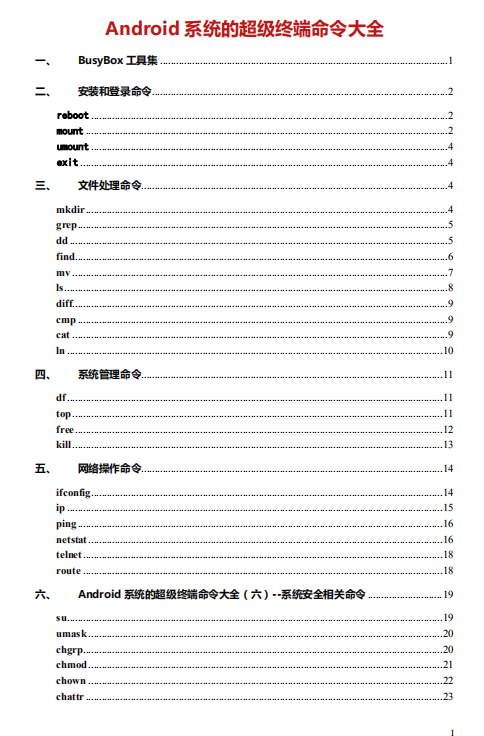 Android 系统的超级终端命令大全
一、 BusyBox 工具集 ........................................ 1
二、 安装和登录命令 ........................................ 2
reboot ........................................ 2
mount ........................................ 2
umount ........................................ 4
exit ........................................ 4
三、 文件处理命令 ........................................ 4
mkdir ........................................ 4
grep ........................................ 5
dd ........................................ 5
find ........................................ 6
mv ........................................ 7
ls ........................................ 8
diff ........................................ 9
cmp ........................................ 9
cat ........................................ 9
ln ........................................ 10
四、 系统管理命令 ........................................ 11
df ........................................ 11
top ........................................ 11
free ........................................ 12
kill ........................................ 13
五、 网络操作命令 ........................................ 14
ifconfig ........................................ 14
ip ........................................ 15
ping ........................................ 16
netstat ........................................ 16
telnet ........................................ 18
route ........................................ 18
六、 Android 系统的超级终端命令大全（六）--系统安全相关命令 ........................ 19
su ........................................ 19
umask ........................................ 20
chgrp ........................................ 20
chmod ........................................ 21
chown ........................................ 22
chattr ........................................ 23
I